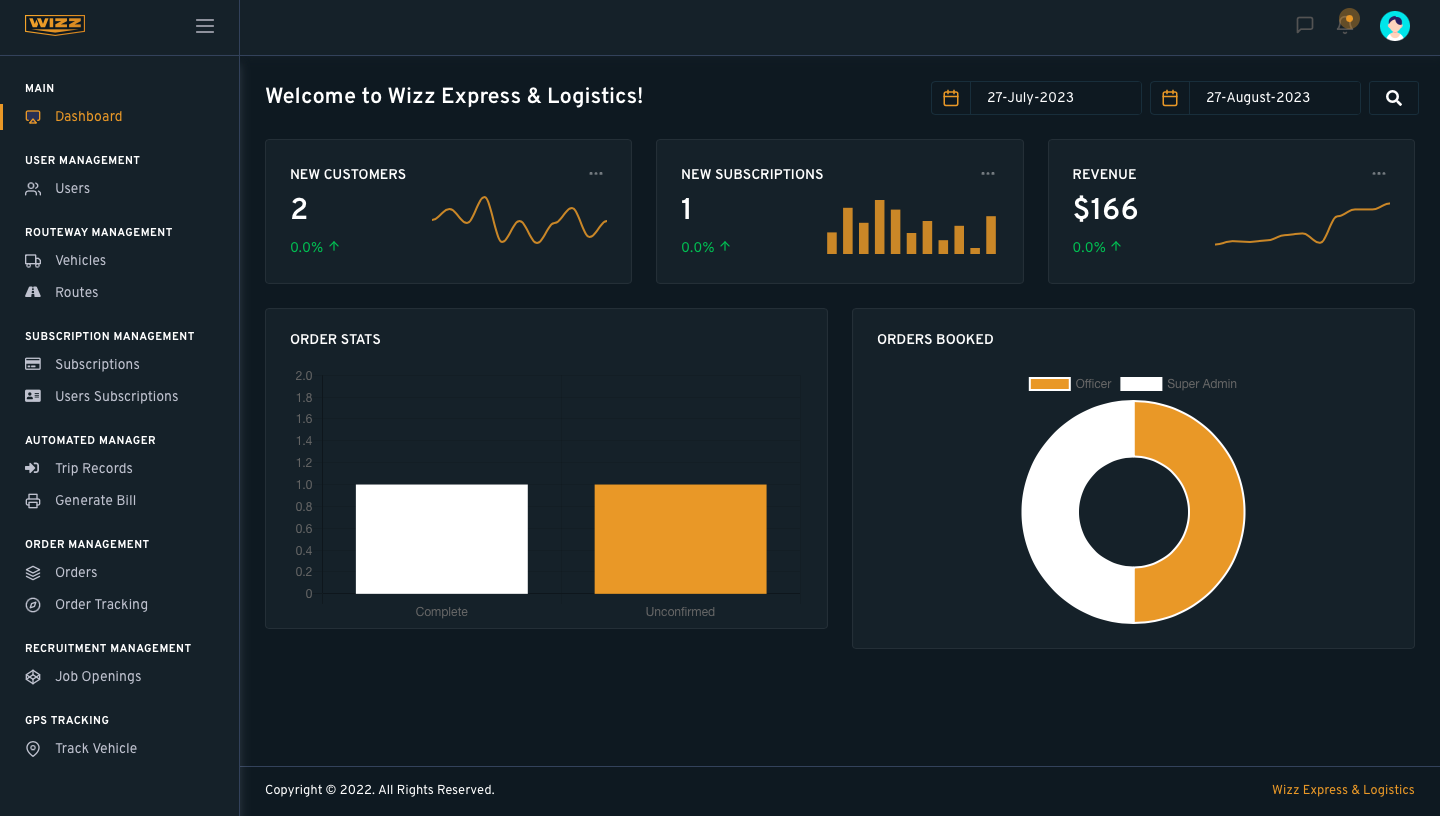 WIZZ
MAIN
Dashboard
USER MANAGEMENT
Users
ROUTEWAY MANAGEMENT
Vehicles
Routes
SUBSCRIPTION MANAGEMENT
Subscriptions
Users Subscriptions
AUTOMATED MANAGER
Trip Records
Generate Bill
ORDER MANAGEMENT
Orders
Order Tracking
RECRUITMENT MANAGEMENT
Job Openings
GPS TRACKING
Track Vehicle
Welcome to Wizz Express & Logistics!
27-July-2023
27-August-2023
NEW CUSTOMERS
2
0.0%
NEW SUBSCRIPTIONS
1
0.0%
REVENUE
$166
0.0%
ORDER STATS
2.0
1.8
1.6
1.4
1.2
1.0
0.8
0.6
0.4
0.2
0
Complete Unconfirmed
ORDERS BOOKED
Officer Super Admin
Copyright © 2022. All Rights Reserved.
Wizz Express & Logistics